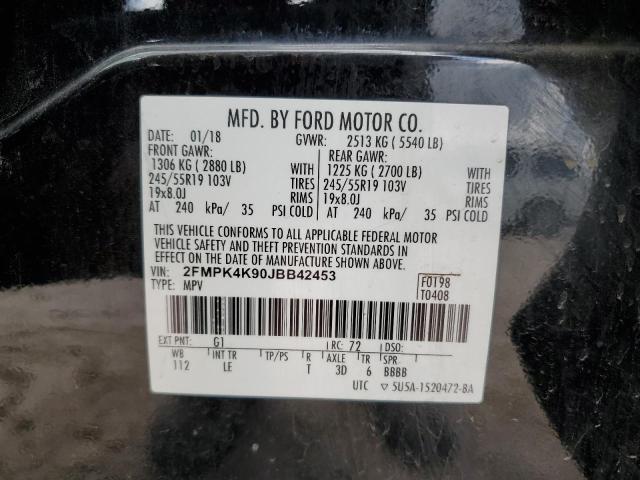 MFD. BY FORD MOTOR CO.
DATE: 01/18 GVWR: 2513 KG ( 5540 LB)
FRONT GAWR: REAR GAWR:
1306 KG ( 2880 LB) 1225 KG ( 2700 LB)
245/55R19 103V TIRES 245/55R19 103V TIRES
19x8.0J RIMS 19x8.0J RIMS
AT 240 kPa/ 35 PSI COLD AT 240 kPa/ 35 PSI COLD
THIS VEHICLE CONFORMS TO ALL APPLICABLE FEDERAL MOTOR
VEHICLE SAFETY AND THEFT PREVENTION STANDARDS IN
EFFECT ON THE DATE OF MANUFACTURE SHOWN ABOVE.
VIN: 2FMPK4K90JBB42453 F0198
TYPE: MPV T0408
EXT PNT: G1 RC: 72 DSO:
WB INT TR TP/PS R AXLE TR SPR
112 LE T 3D 6 BBBB
UTC ▽ 5U5A-1520472-BA